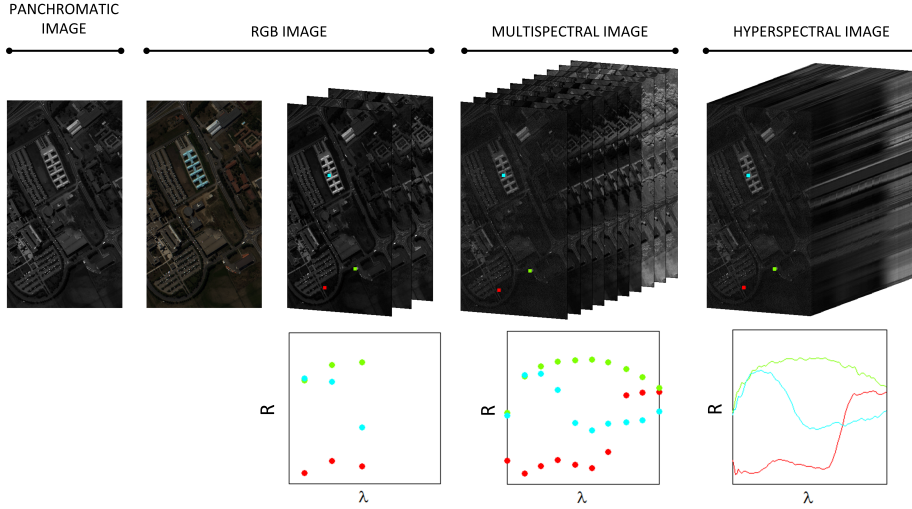 PANCHROMATIC
IMAGE
RGB IMAGE
MULTISPECTRAL IMAGE
HYPERSPECTRAL IMAGE
R
λ
R
λ
R
λ